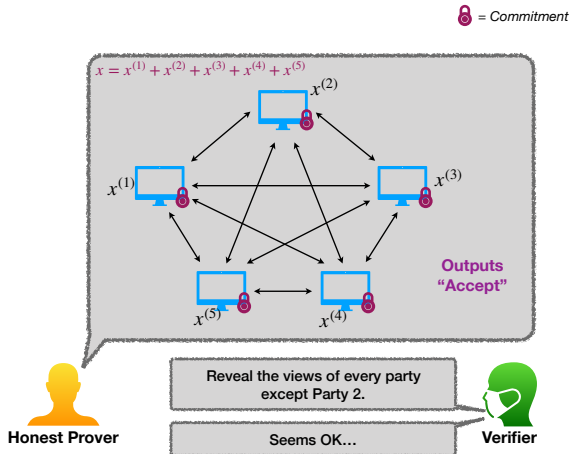 = Commitment
x = x⁽¹⁾ + x⁽²⁾ + x⁽³⁾ + x⁽⁴⁾ + x⁽⁵⁾
x⁽²⁾
x⁽¹⁾
x⁽³⁾
x⁽⁵⁾
x⁽⁴⁾
Outputs
“Accept”
Reveal the views of every party
except Party 2.
Honest Prover
Seems OK…
Verifier